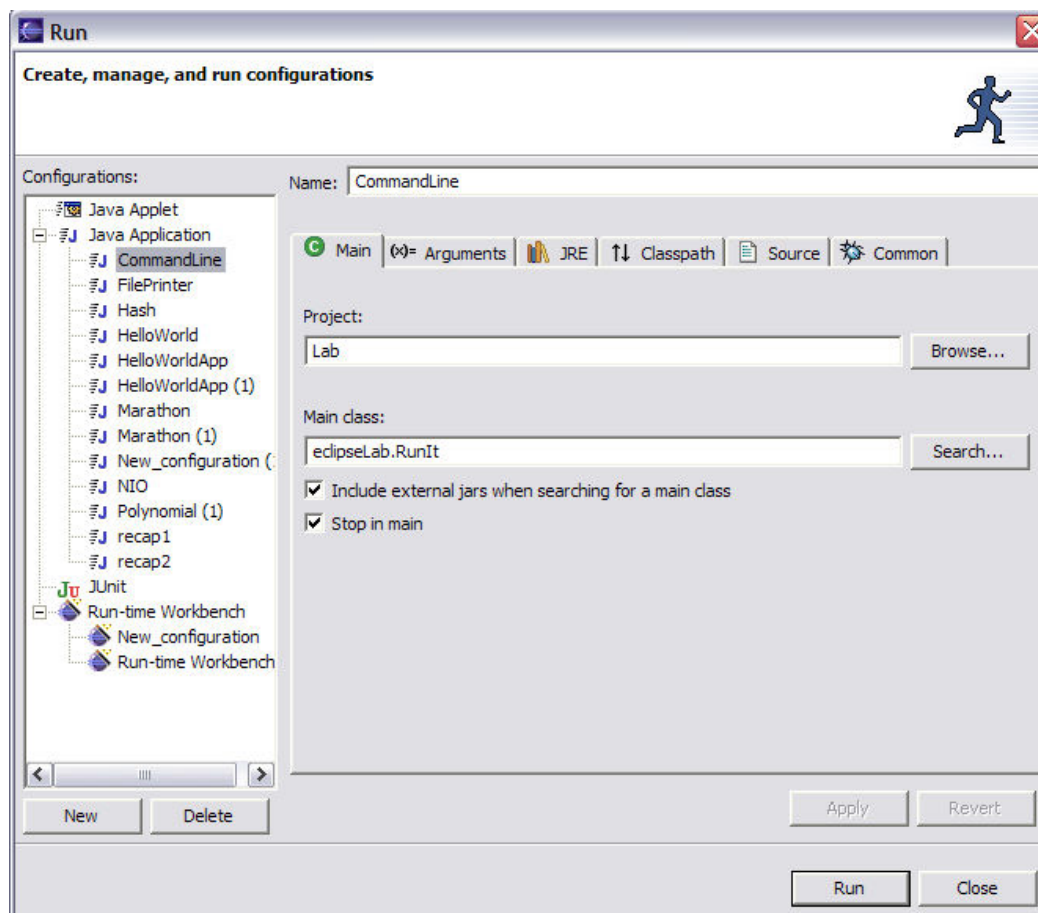 Run
Create, manage, and run configurations
Configurations:
Java Applet
Java Application
CommandLine
FilePrinter
Hash
HelloWorld
HelloWorldApp
HelloWorldApp (1)
Marathon
Marathon (1)
New_configuration (
NIO
Polynomial (1)
recap1
recap2
JU JUnit
Run-time Workbench
New_configuration
Run-time Workbench
New Delete
Name: CommandLine
C Main (x)= Arguments JRE Classpath Source Common
Project:
Lab Browse...
Main class:
eclipseLab.RunIt Search...
Include external jars when searching for a main class
Stop in main
Apply Revert
Run Close